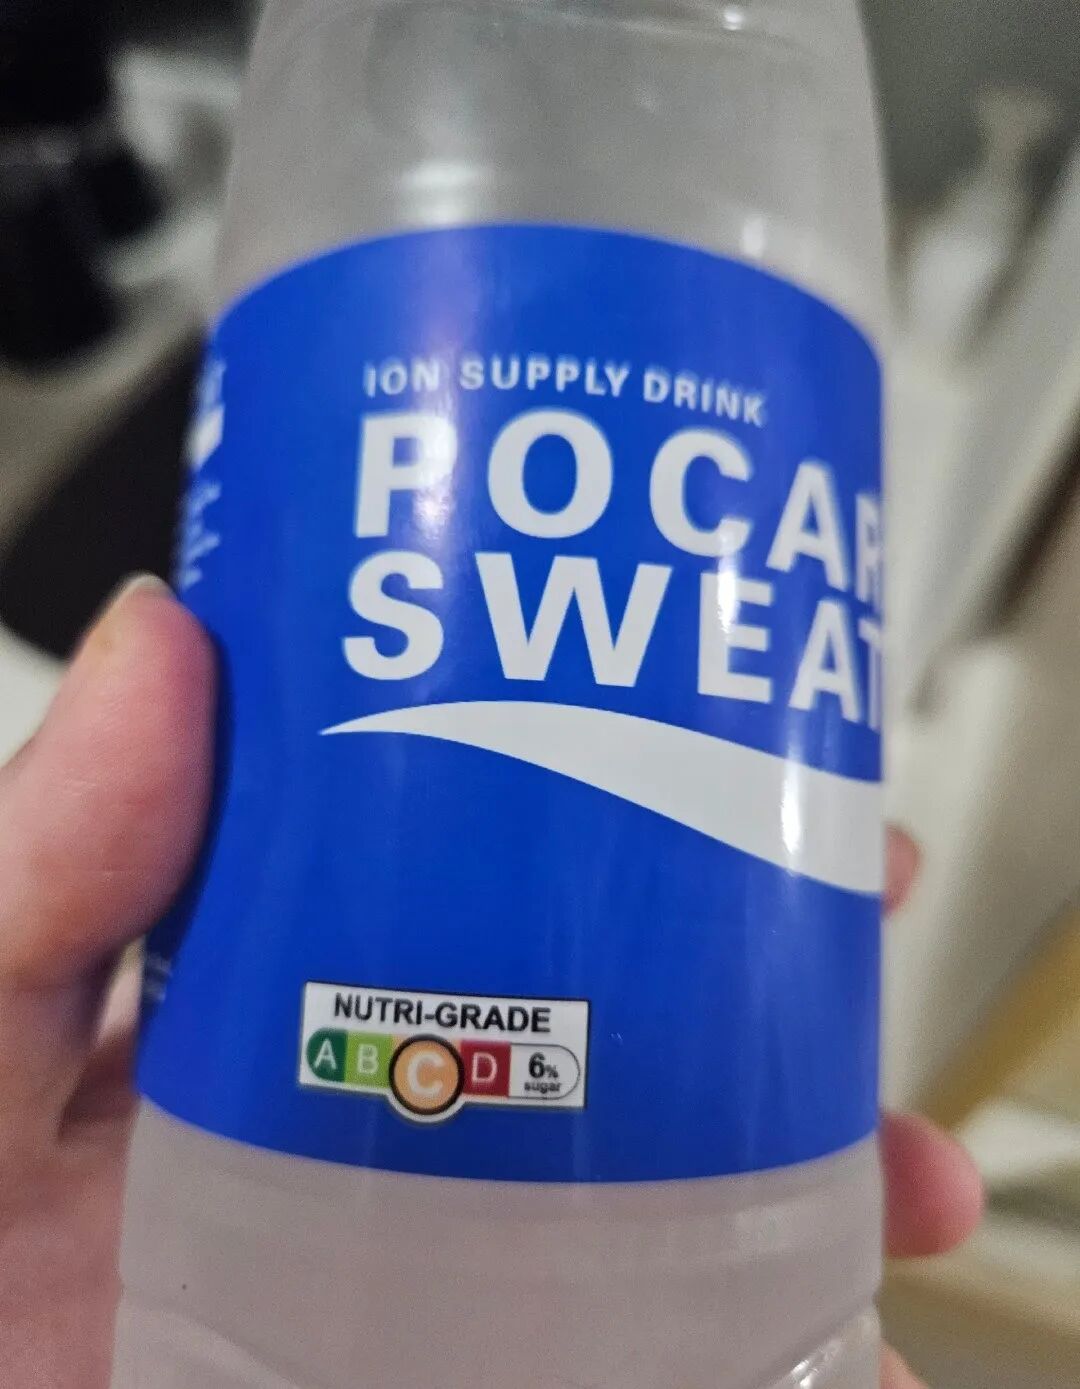 ION SUPPLY DRINK
POCAR
SWEAT
NUTRI-GRADE
A B C D 6% sugar